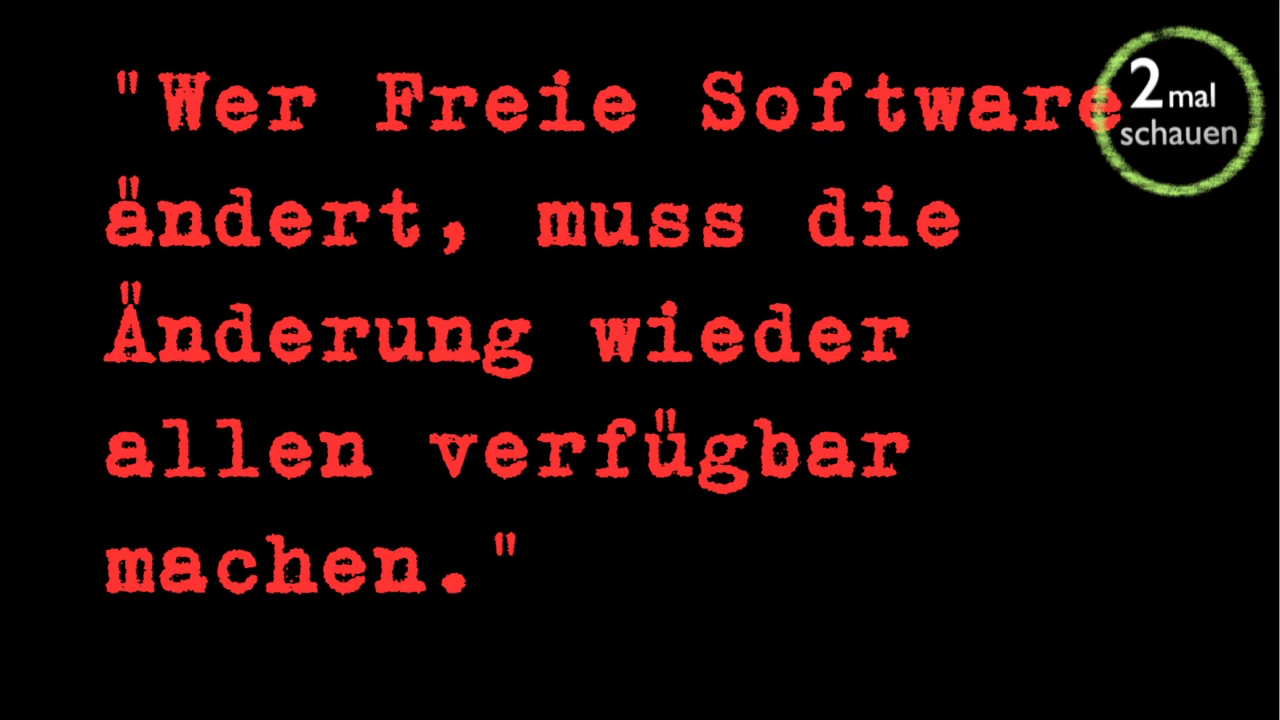 "Wer Freie Software
ändert, muss die
Änderung wieder
allen verfügbar
machen."
2 mal
schauen